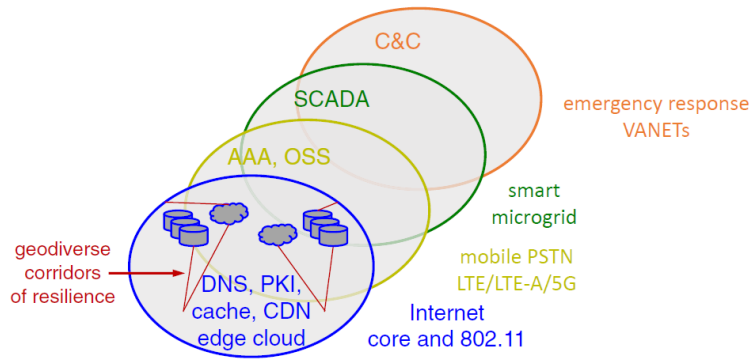 C&C
SCADA
emergency response
VANETs
AAA, OSS
smart
microgrid
geodiverse
corridors
of resilience
mobile PSTN
LTE/LTE-A/5G
DNS, PKI,
cache, CDN
edge cloud
Internet
core and 802.11